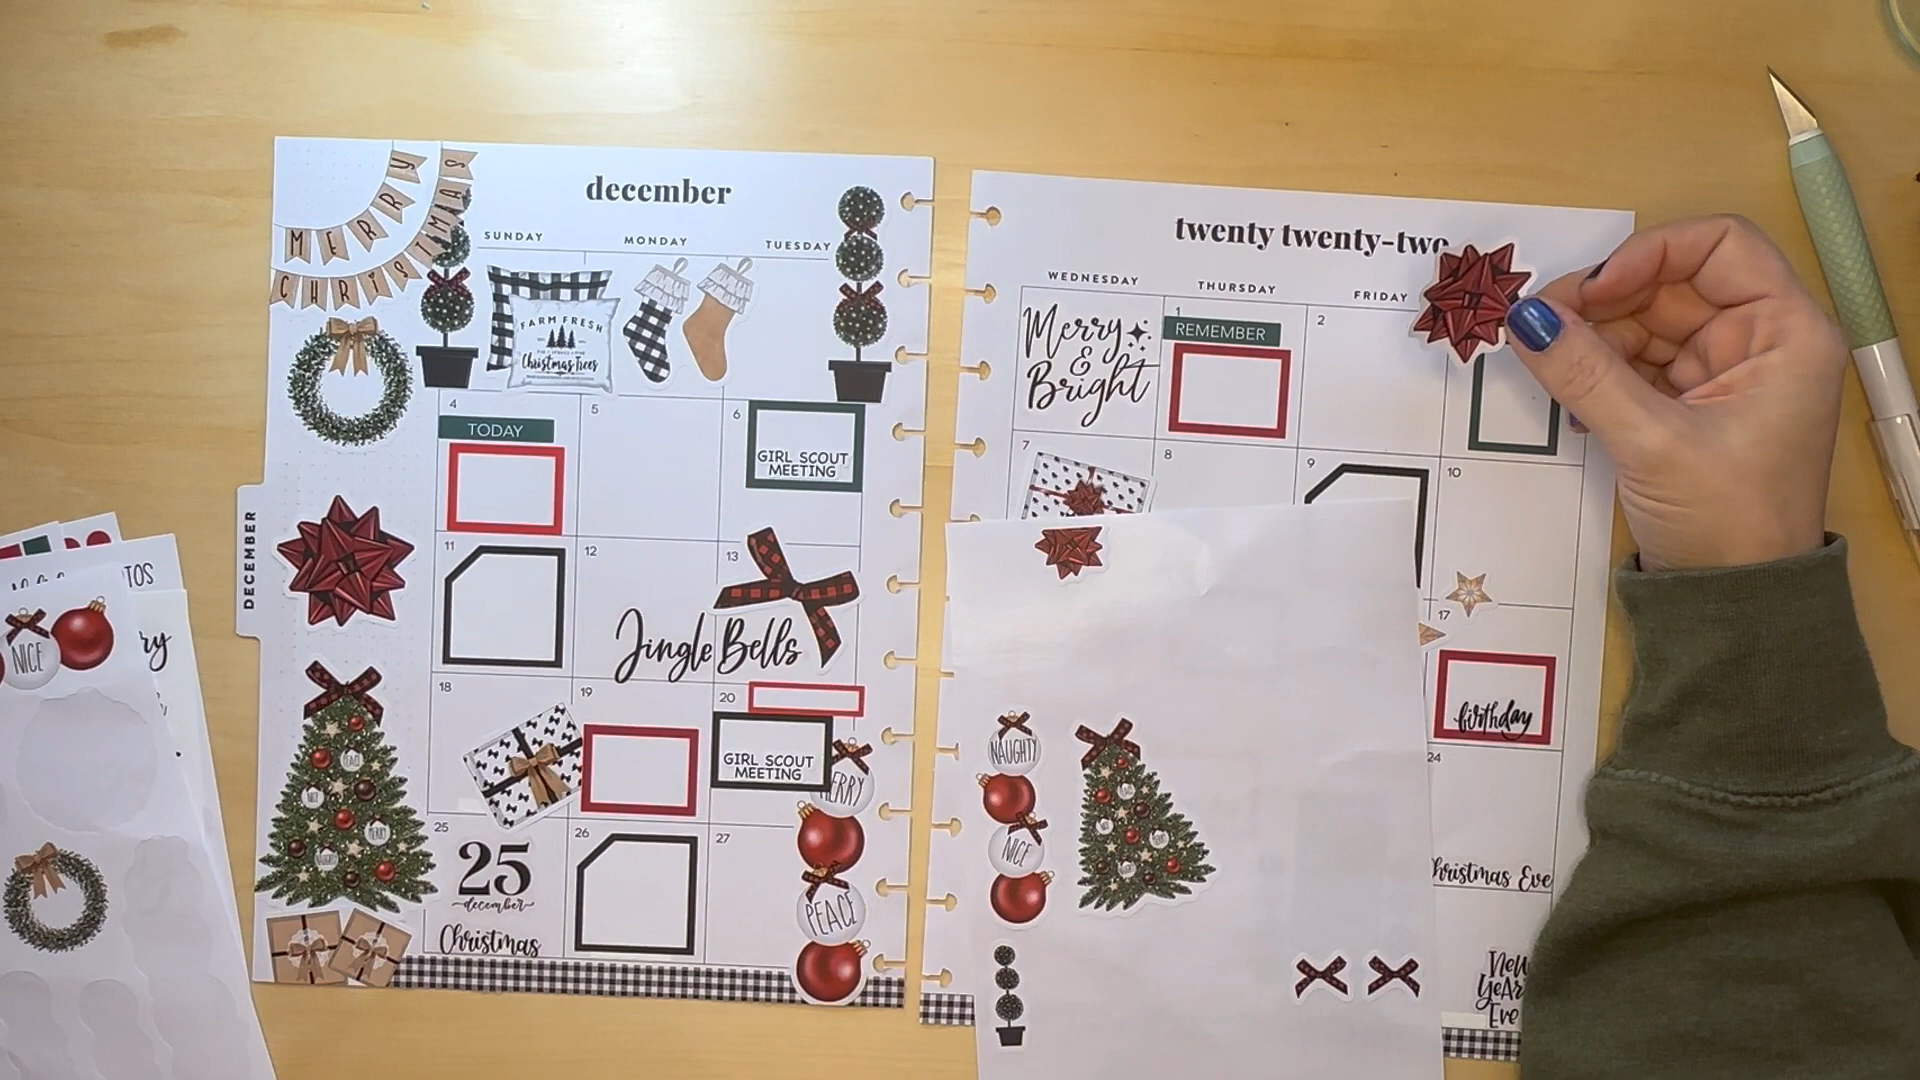 MERRY
CHRISTMAS
december
SUNDAY
MONDAY
TUESDAY
FARM FRESH
Christmas Trees
4
TODAY
5
6
GIRL SCOUT
MEETING
DECEMBER
11
12
13
Jingle Bells
18
19
20
GIRL SCOUT
MEETING
MERRY
25
25
december
Christmas
26
27
PEACE
twenty twenty-two
WEDNESDAY
THURSDAY
FRIDAY
Merry
&
Bright
1
REMEMBER
2
7
8
9
10
17
birthday
24
Christmas Eve
New
Year
Eve
NAUGHTY
NICE
TOS
ry
NICE